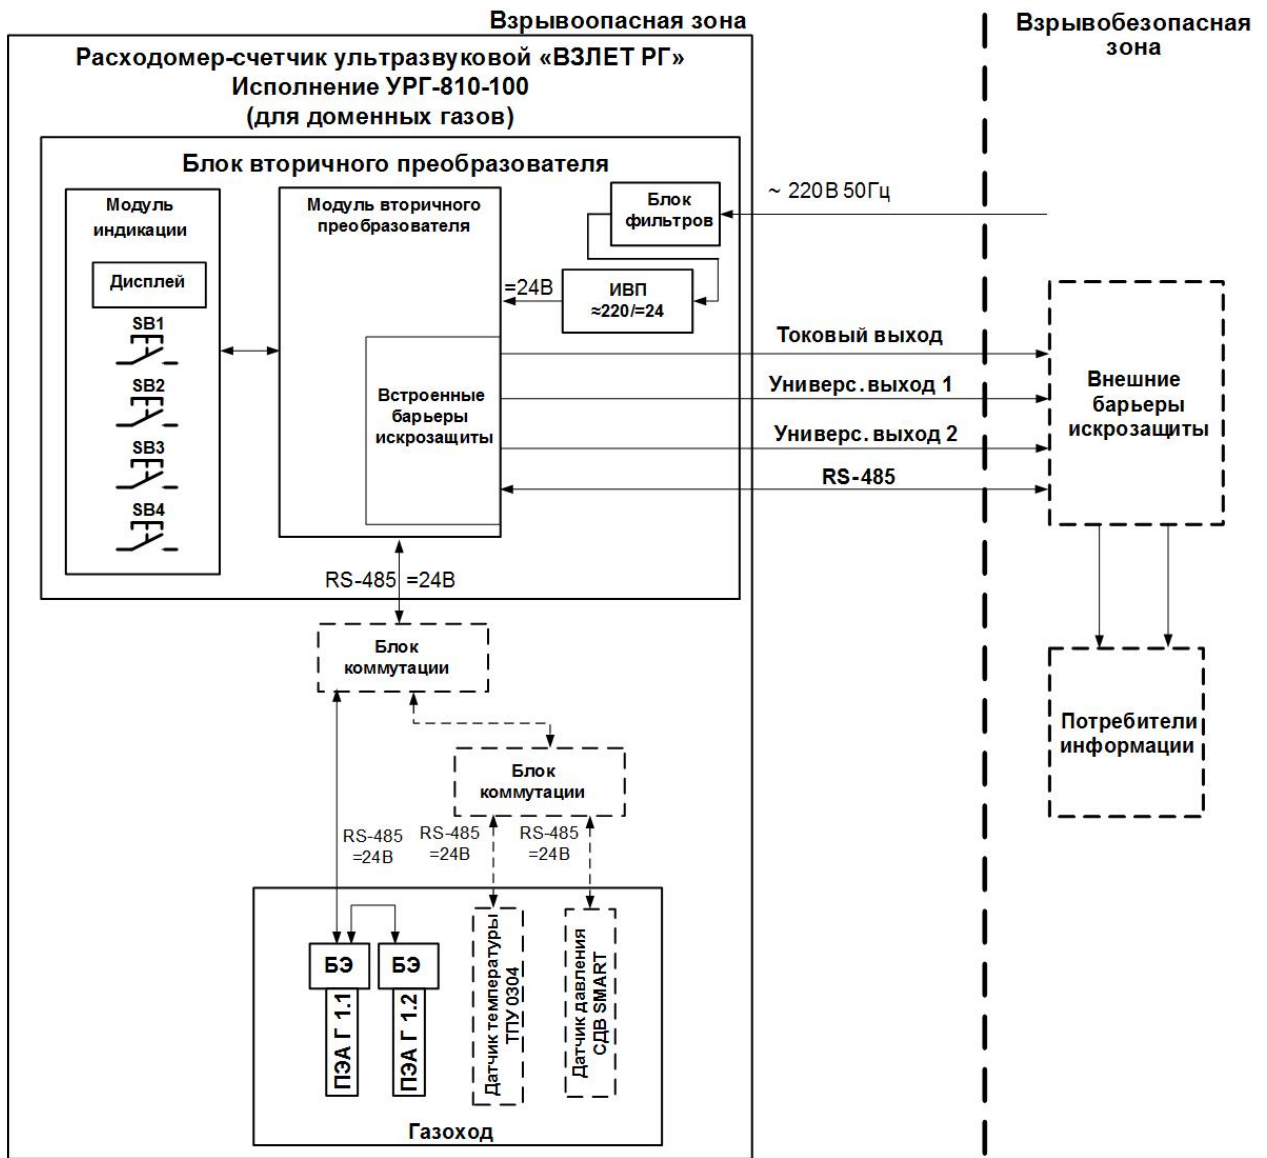 Взрывоопасная зона
Взрывобезопасная
зона
Расходомер-счетчик ультразвуковой «ВЗЛЕТ РГ»
Исполнение УРГ-810-100
(для доменных газов)
Блок вторичного преобразователя
Модуль
индикации
Дисплей
SB1
SB2
SB3
SB4
Модуль вторичного
преобразователя
Встроенные
барьеры
искрозащиты
Блок
фильтров
~ 220В 50Гц
=24В
ИВП
≈220/=24
Токовый выход
Универс. выход 1
Универс. выход 2
RS-485
Внешние
барьеры
искрозащиты
Потребители
информации
RS-485 =24В
Блок
коммутации
Блок
коммутации
RS-485
=24В
RS-485
=24В
RS-485
=24В
БЭ
БЭ
ПЭА Г 1.1
ПЭА Г 1.2
Датчик температуры
ТПУ 0304
Датчик давления
СДВ SMART
Газоход